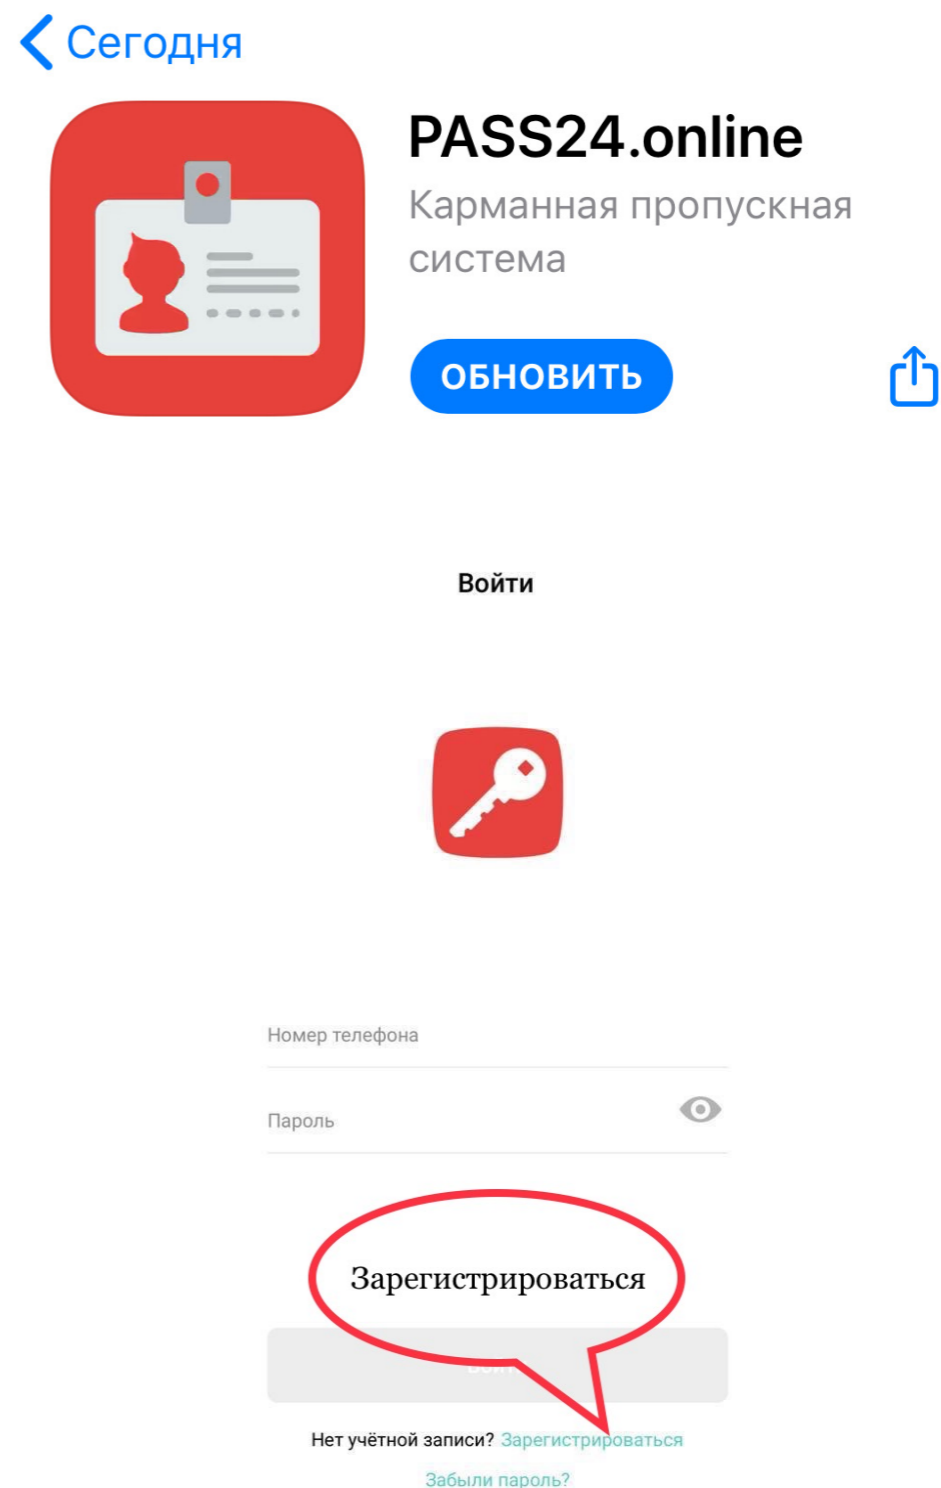 Сегодня
PASS24.online
Карманная пропускная
система
ОБНОВИТЬ
Войти
Номер телефона
Пароль
Зарегистрироваться
Нет учётной записи? Зарегистрироваться
Забыли пароль?